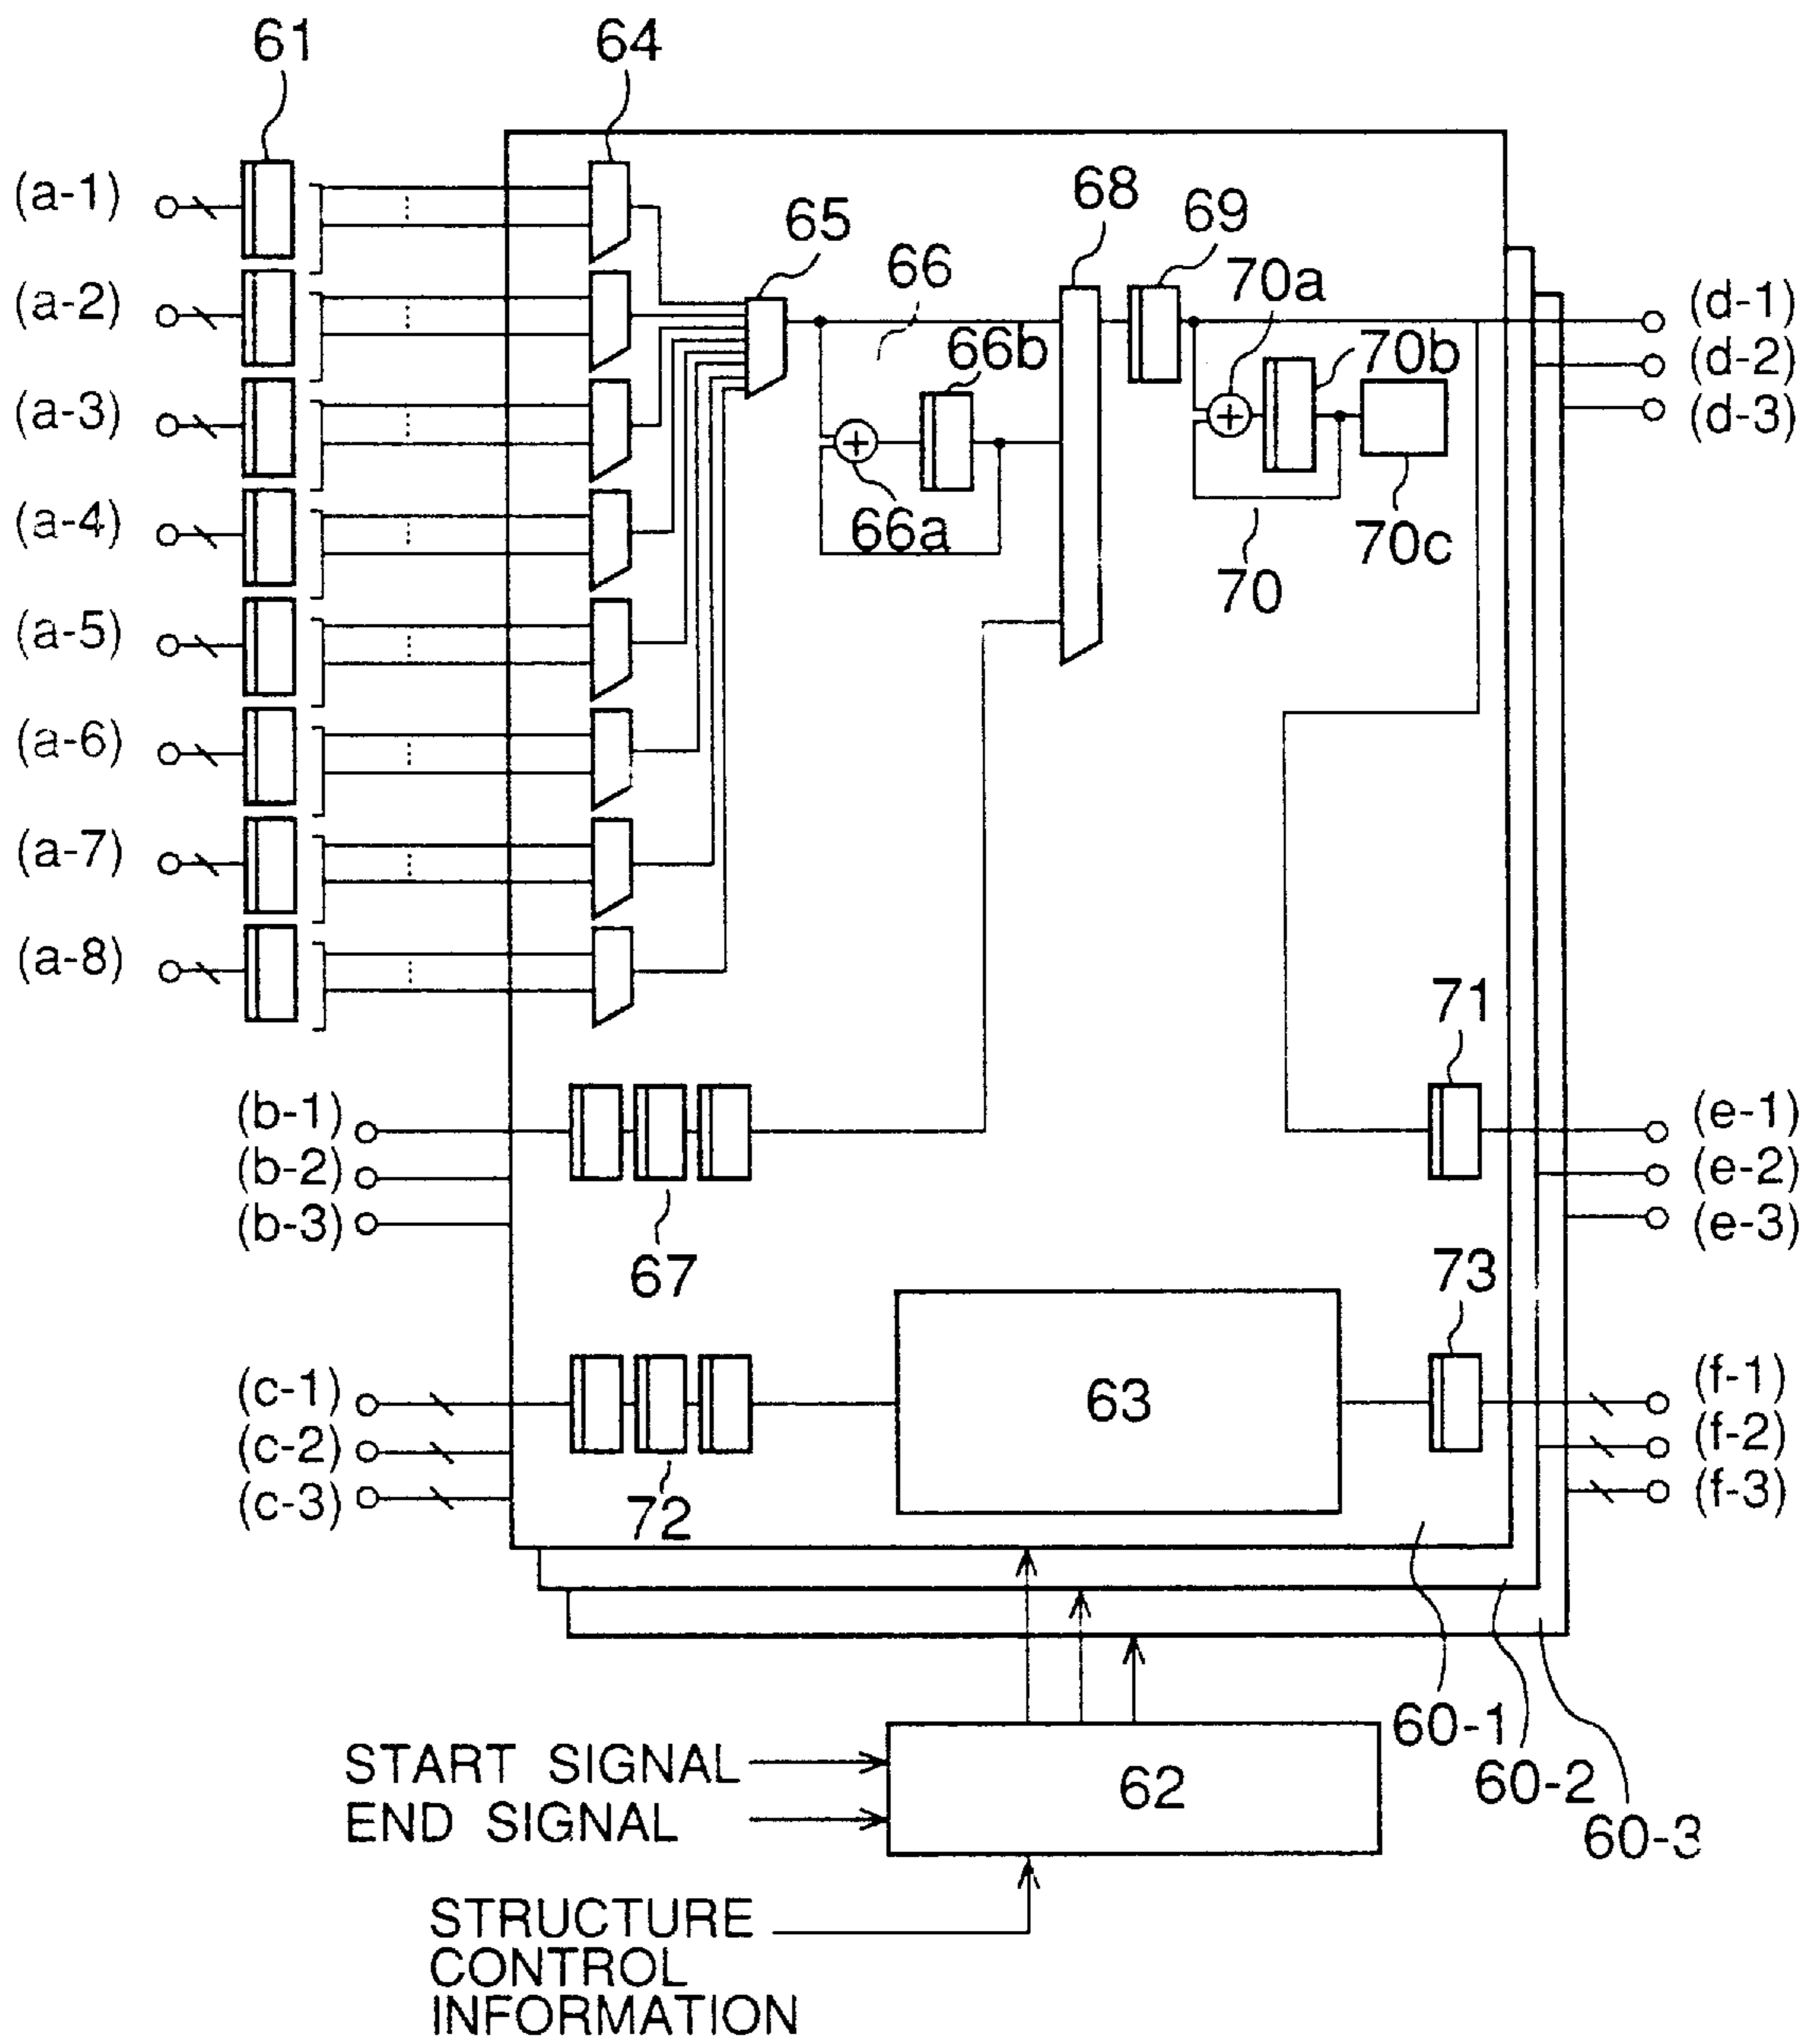 61
64
(a-1)
68
69
65
66
70a
(a-2)
(d-1)
66b
70b
(d-2)
(a-3)
(d-3)
66a
70c
(a-4)
70
(a-5)
(a-6)
(a-7)
(a-8)
71
(b-1)
(e-1)
(b-2)
(e-2)
(b-3)
(e-3)
67
73
(c-1)
63
(f-1)
(c-2)
(f-2)
(c-3)
(f-3)
72
60-1
START SIGNAL
62
60-2
END SIGNAL
60-3
STRUCTURE
CONTROL
INFORMATION